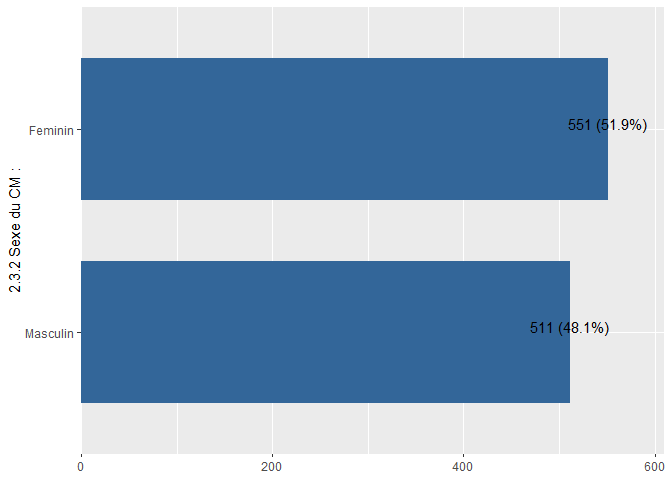 2.3.2 Sexe du CM :
Feminin
551 (51.9%)
Masculin
511 (48.1%)
0
200
400
600